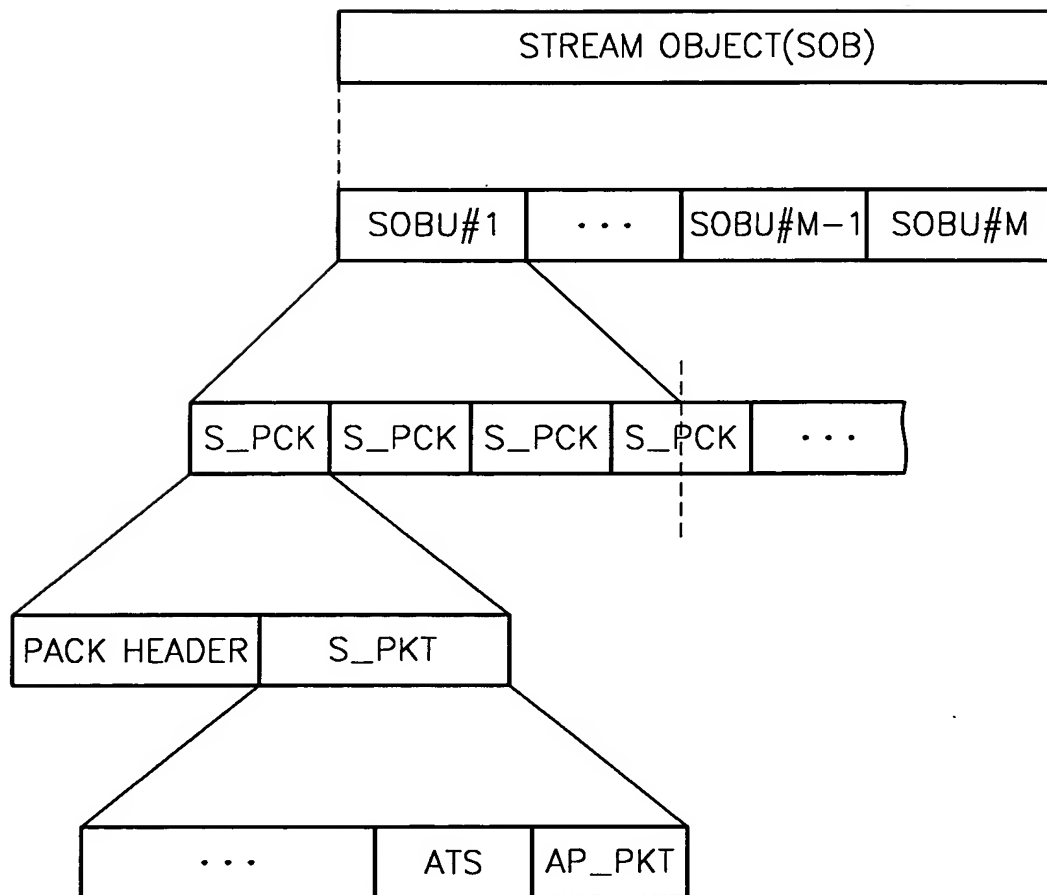 STREAM OBJECT(SOB)
SOBU#1 ... SOBU#M-1 SOBU#M
S_PCK S_PCK S_PCK S_PCK ...
PACK HEADER S_PKT
... ATS AP_PKT